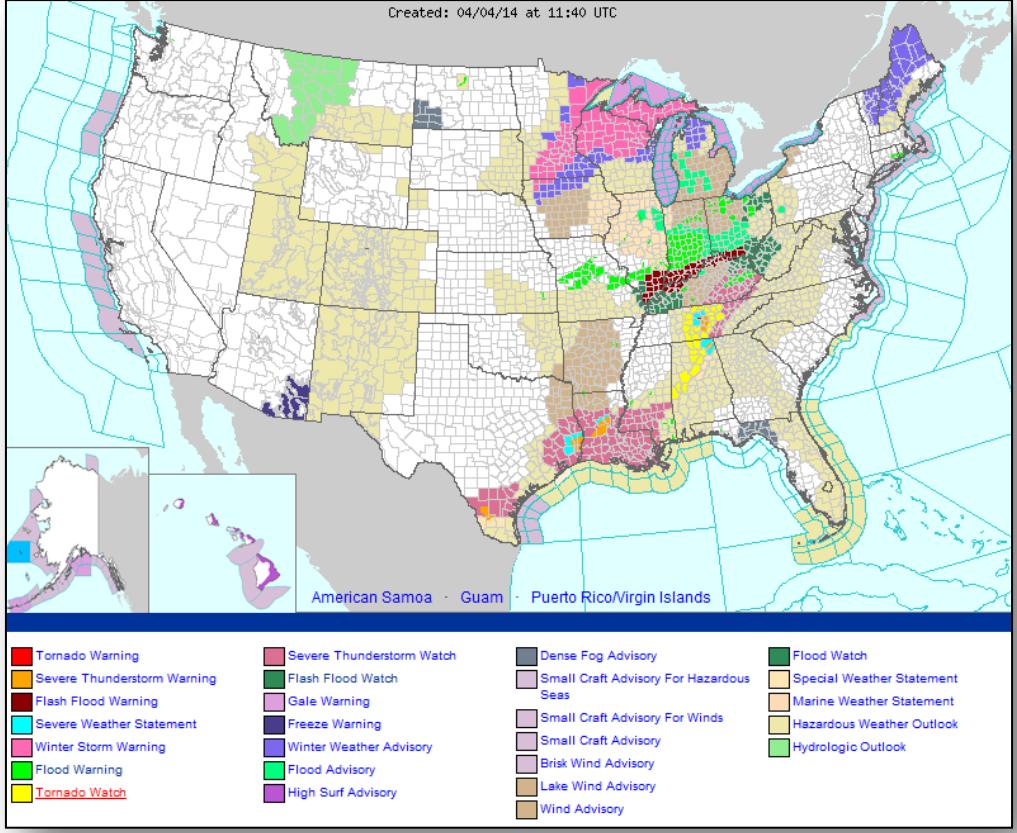 Created: 04/04/14 at 11:40 UTC
American Samoa · Guam · Puerto Rico/Virgin Islands
Tornado Warning
Severe Thunderstorm Warning
Flash Flood Warning
Severe Weather Statement
Winter Storm Warning
Flood Warning
Tornado Watch
Severe Thunderstorm Watch
Flash Flood Watch
Gale Warning
Freeze Warning
Winter Weather Advisory
Flood Advisory
High Surf Advisory
Dense Fog Advisory
Small Craft Advisory For Hazardous
Seas
Small Craft Advisory For Winds
Small Craft Advisory
Brisk Wind Advisory
Lake Wind Advisory
Wind Advisory
Flood Watch
Special Weather Statement
Marine Weather Statement
Hazardous Weather Outlook
Hydrologic Outlook